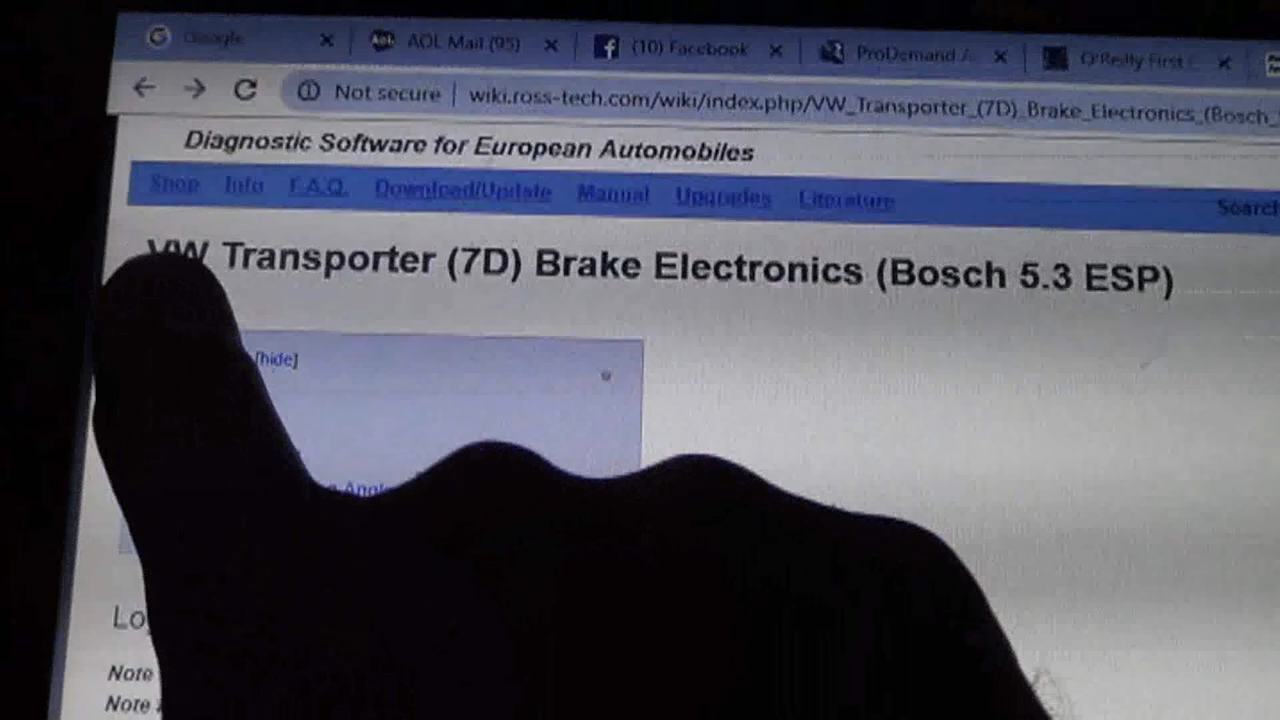 Google AOL Mail (95) (10) Facebook ProDemand O'Reilly First
Not secure | wiki.ross-tech.com/wiki/index.php/VW_Transporter_(7D)_Brake_Electronics_(Bosch_
Diagnostic Software for European Automobiles
Shop Info F.A.Q. Download/Update Manual Upgrades Literature Search
VW Transporter (7D) Brake Electronics (Bosch 5.3 ESP)
[hide]
Note
Note